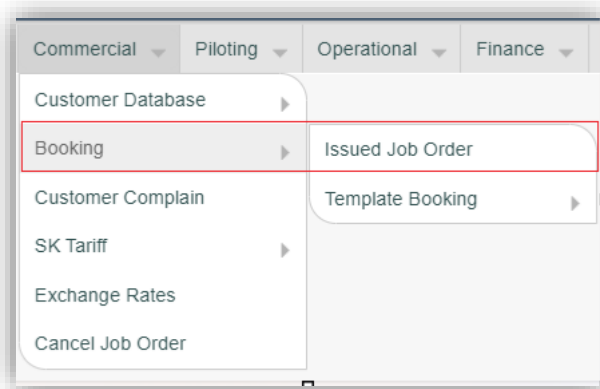 Commercial Piloting Operational Finance
Customer Database
Booking Issued Job Order
Customer Complain Template Booking
SK Tariff
Exchange Rates
Cancel Job Order